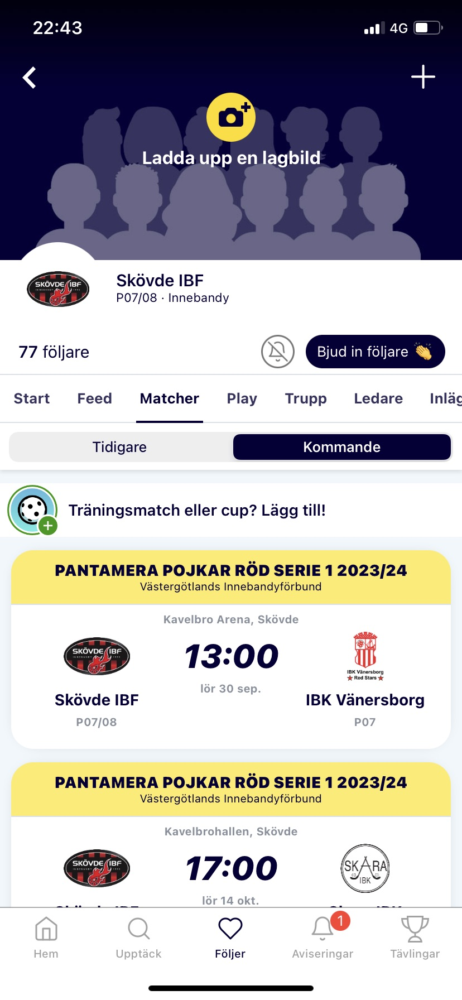 22:43
4G
Ladda upp en lagbild
SKÖVDE IBF
INNEBANDY 1995
Skövde IBF
P07/08 · Innebandy
77 följare
Bjud in följare 👏
Start Feed Matcher Play Trupp Ledare Inläg
Tidigare Kommande
Träningsmatch eller cup? Lägg till!
PANTAMERA POJKAR RÖD SERIE 1 2023/24
Västergötlands Innebandyförbund
Kavelbro Arena, Skövde
SKÖVDE IBF
13:00
IBK Vänersborg
Red Stars
lör 30 sep.
Skövde IBF IBK Vänersborg
P07/08 P07
PANTAMERA POJKAR RÖD SERIE 1 2023/24
Västergötlands Innebandyförbund
Kavelbrohallen, Skövde
SKÖVDE IBF
17:00
SKARA
IBK
lör 14 okt.
1
Hem Upptäck Följer Aviseringar Tävlingar